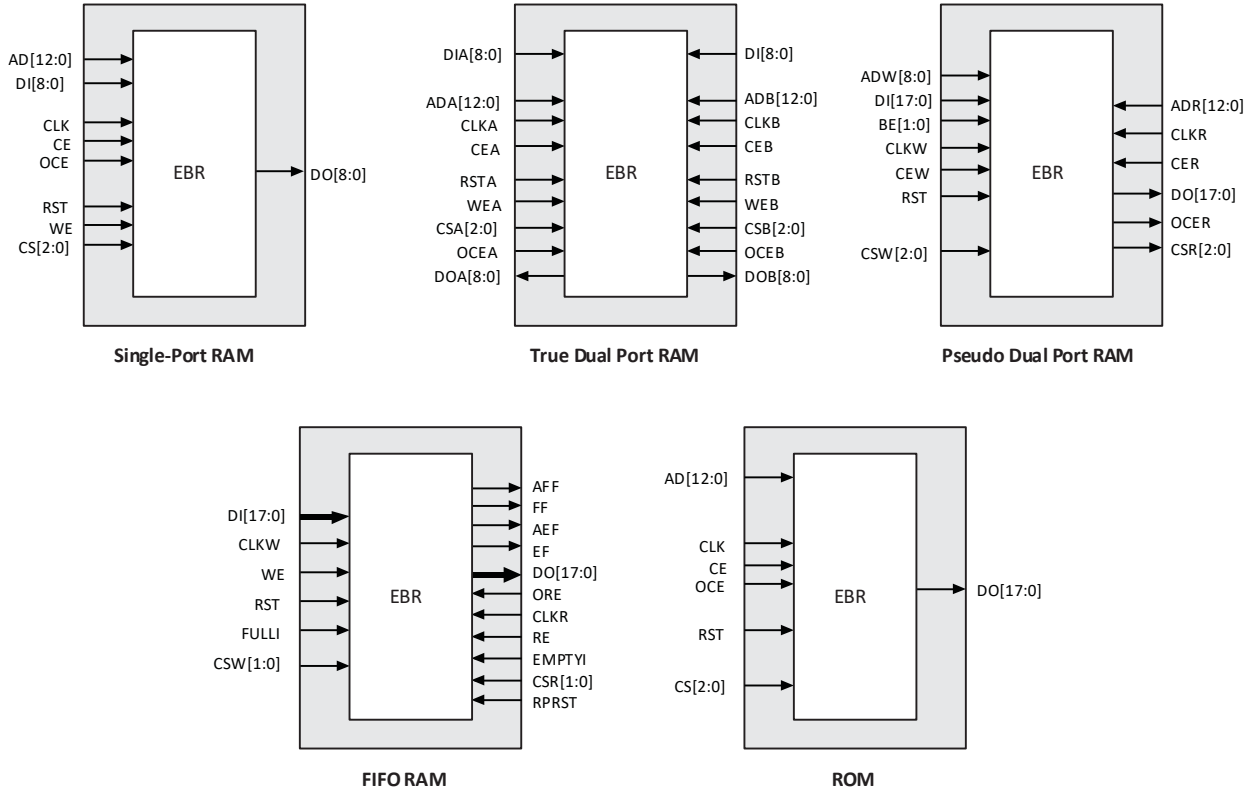 AD[12:0]
DI[8:0]
CLK
CE
OCE
RST
WE
CS[2:0]
EBR
DO[8:0]
Single-Port RAM
DIA[8:0]
ADA[12:0]
CLKA
CEA
RSTA
WEA
CSA[2:0]
OCEA
DOA[8:0]
EBR
DI[8:0]
ADB[12:0]
CLKB
CEB
RSTB
WEB
CSB[2:0]
OCEB
DOB[8:0]
True Dual Port RAM
ADW[8:0]
DI[17:0]
BE[1:0]
CLKW
CEW
RST
CSW[2:0]
EBR
ADR[12:0]
CLKR
CER
DO[17:0]
OCER
CSR[2:0]
Pseudo Dual Port RAM
DI[17:0]
CLKW
WE
RST
FULLI
CSW[1:0]
EBR
AFF
FF
AEF
EF
DO[17:0]
ORE
CLKR
RE
EMPTYI
CSR[1:0]
RPRST
FIFO RAM
AD[12:0]
CLK
CE
OCE
RST
CS[2:0]
EBR
DO[17:0]
ROM